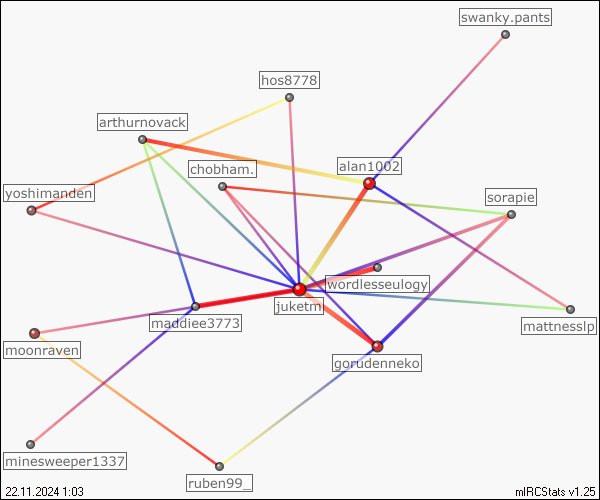 swanky.pants
hos8778
arthurnovack
alan1002
chobham.
yoshimanden
sorapie
wordlesseulogy
juketm
maddiee3773
mattnesslp
moonraven
gorudenneko
minesweeper1337
ruben99_
22.11.2024 1:03
mIRCStats v1.25